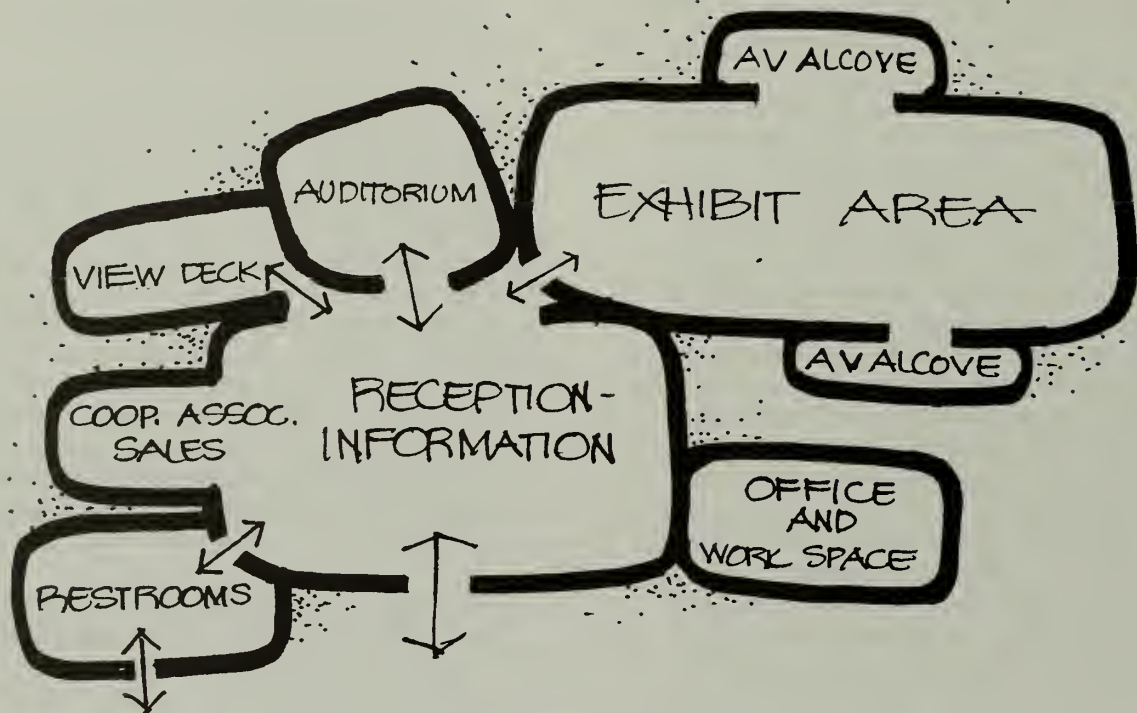 AV ALCOVE
AUDITORIUM
EXHIBIT AREA
VIEW DECK
AV ALCOVE
COOP. ASSOC.
SALES
RECEPTION-
INFORMATION
OFFICE
AND
WORK SPACE
RESTROOMS